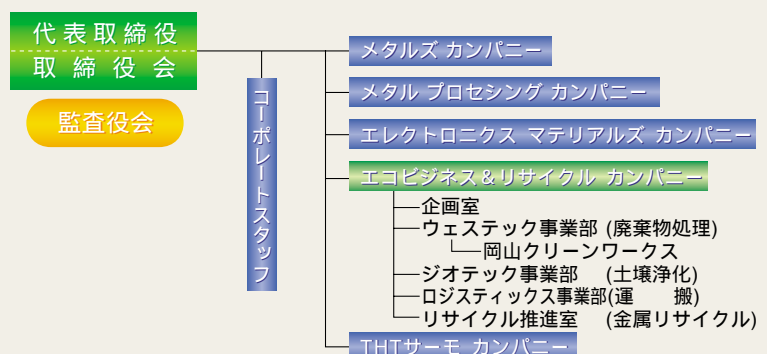 代表取締役
取締役会
監査役会
コーポレートスタッフ
メタルズ カンパニー
メタル プロセシング カンパニー
エレクトロニクス マテリアルズ カンパニー
エコビジネス＆リサイクル カンパニー
企画室
ウェステック事業部 (廃棄物処理)
岡山クリーンワークス
ジオテック事業部 (土壌浄化)
ロジスティックス事業部(運 搬)
リサイクル推進室 (金属リサイクル)
THTサーモ カンパニー